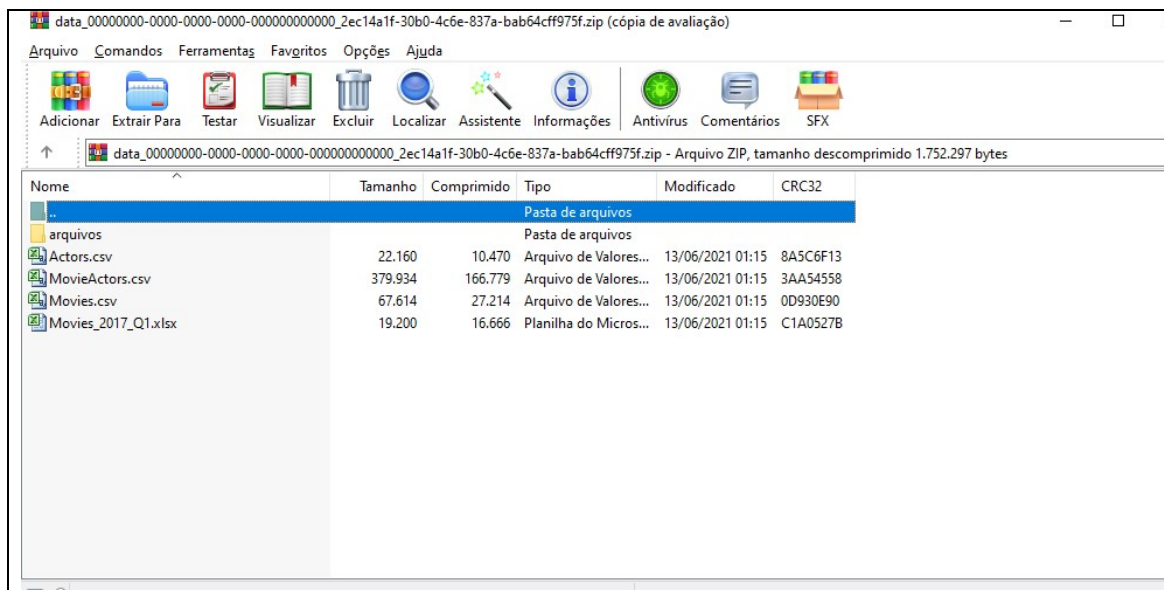 data_00000000-0000-0000-0000-000000000000_2ec14a1f-30b0-4c6e-837a-bab64cff975f.zip (cópia de avaliação)
Arquivo Comandos Ferramentas Favoritos Opções Ajuda
Adicionar Extrair Para Testar Visualizar Excluir Localizar Assistente Informações Antivírus Comentários SFX
data_00000000-0000-0000-0000-000000000000_2ec14a1f-30b0-4c6e-837a-bab64cff975f.zip - Arquivo ZIP, tamanho descomprimido 1.752.297 bytes
Nome Tamanho Comprimido Tipo Modificado CRC32
.. Pasta de arquivos
arquivos Pasta de arquivos
Actors.csv 22.160 10.470 Arquivo de Valores... 13/06/2021 01:15 8A5C6F13
MovieActors.csv 379.934 166.779 Arquivo de Valores... 13/06/2021 01:15 3AA54558
Movies.csv 67.614 27.214 Arquivo de Valores... 13/06/2021 01:15 0D930E90
Movies_2017_Q1.xlsx 19.200 16.666 Planilha do Micros... 13/06/2021 01:15 C1A0527B